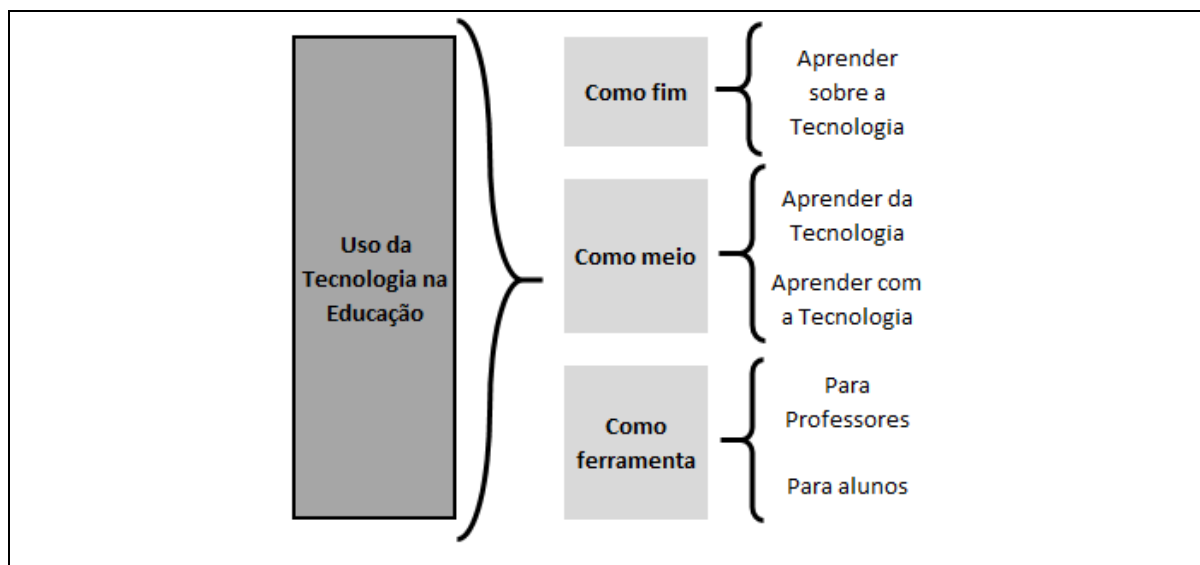 Uso da
Tecnologia na
Educação
Como fim
Aprender
sobre a
Tecnologia
Como meio
Aprender da
Tecnologia
Aprender com
a Tecnologia
Como
ferramenta
Para
Professores
Para alunos